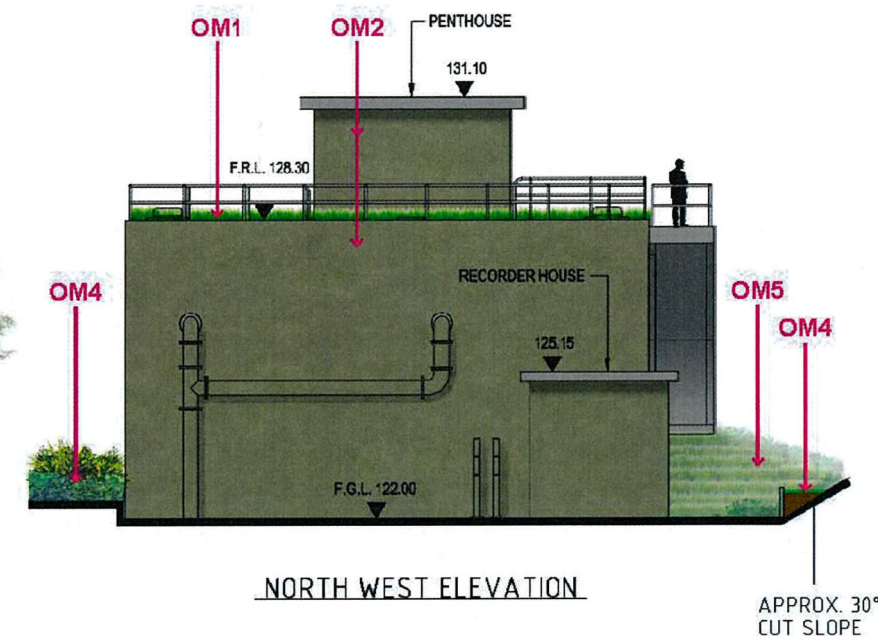 OM1
OM2
PENTHOUSE
131.10
F.R.L. 128.30
RECORDER HOUSE
OM4
OM5
OM4
125.15
F.G.L. 122.00
NORTH WEST ELEVATION
APPROX. 30°
CUT SLOPE